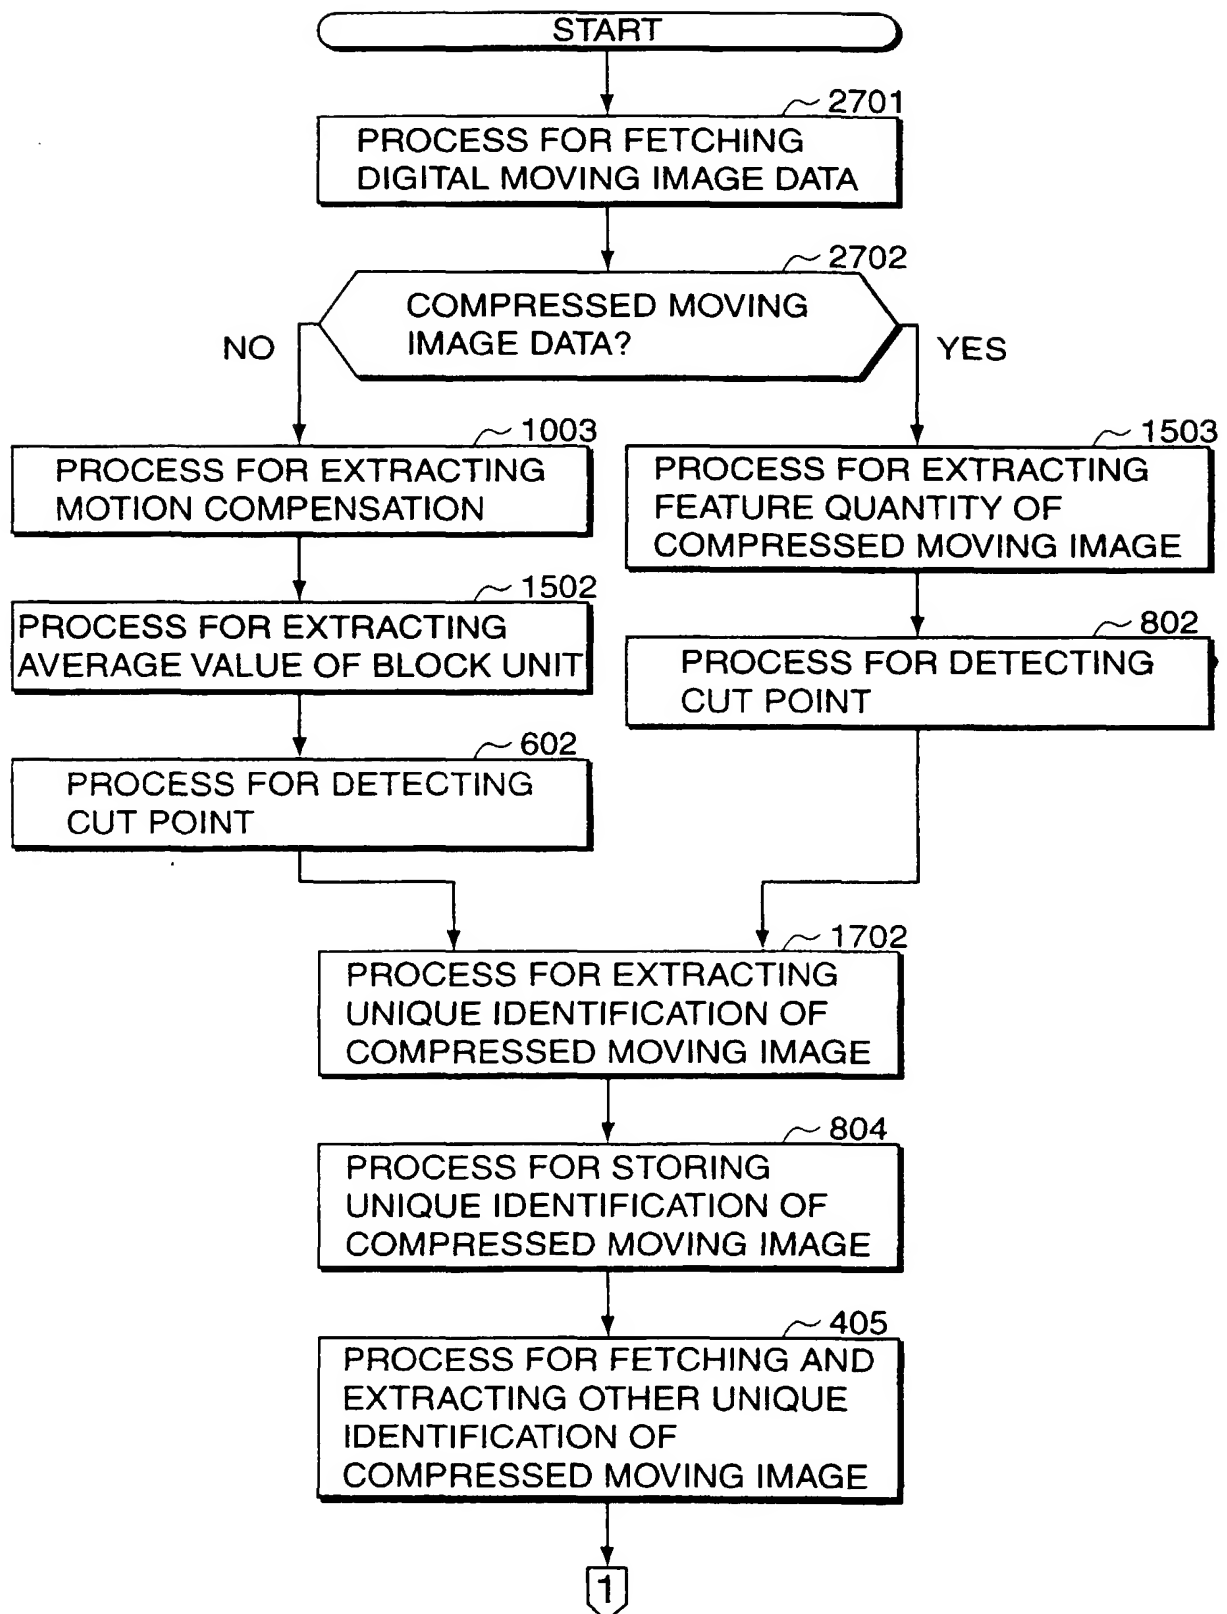 START
2701
PROCESS FOR FETCHING
DIGITAL MOVING IMAGE DATA
2702
COMPRESSED MOVING
IMAGE DATA?
NO
YES
1003
PROCESS FOR EXTRACTING
MOTION COMPENSATION
1502
PROCESS FOR EXTRACTING
AVERAGE VALUE OF BLOCK UNIT
602
PROCESS FOR DETECTING
CUT POINT
1503
PROCESS FOR EXTRACTING
FEATURE QUANTITY OF
COMPRESSED MOVING IMAGE
802
PROCESS FOR DETECTING
CUT POINT
1702
PROCESS FOR EXTRACTING
UNIQUE IDENTIFICATION OF
COMPRESSED MOVING IMAGE
804
PROCESS FOR STORING
UNIQUE IDENTIFICATION OF
COMPRESSED MOVING IMAGE
405
PROCESS FOR FETCHING AND
EXTRACTING OTHER UNIQUE
IDENTIFICATION OF
COMPRESSED MOVING IMAGE
1